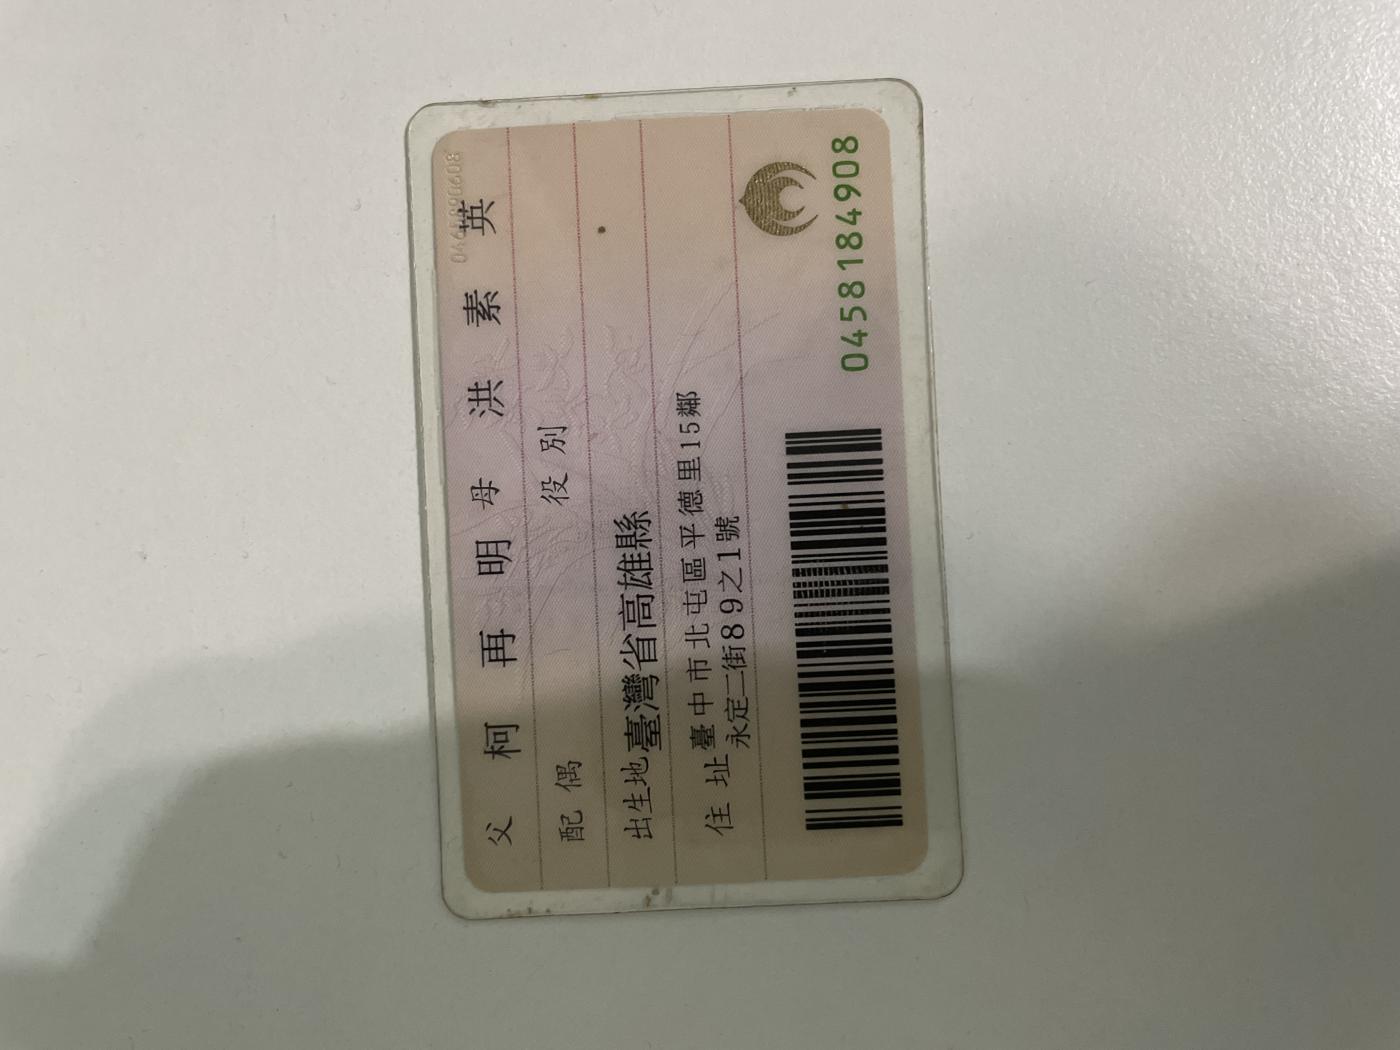 父 柯再明 母 洪素英
配偶 役別
出生地 臺灣省高雄縣
住址 臺中市北屯區平德里15鄰
永定二街89之1號
0458184908